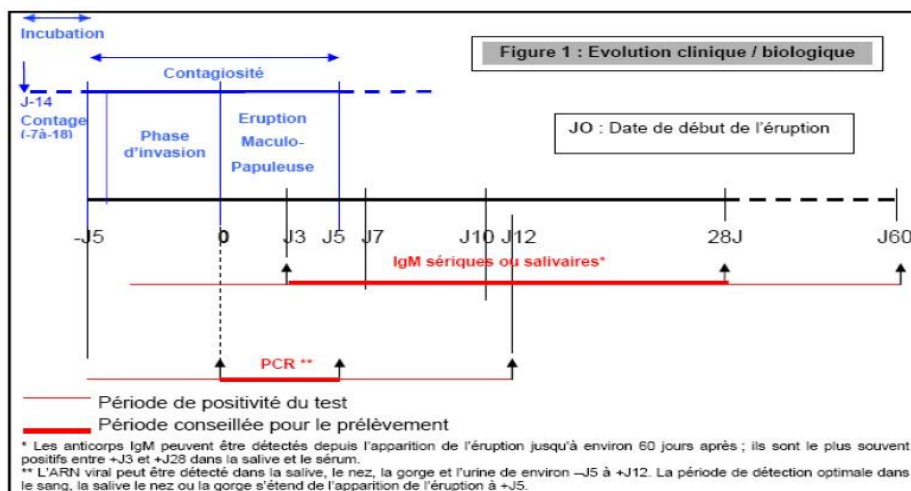 Incubation
Figure 1 : Evolution clinique / biologique
Contagiosité
J-14
Contage
(-7à-18)
Phase
d'invasion
Eruption
Maculo-
Papuleuse
JO : Date de début de l'éruption
-J5 0 J3 J5 J7 J10 J12 28J J60
IgM sériques ou salivaires*
PCR **
Période de positivité du test
Période conseillée pour le prélèvement
* Les anticorps IgM peuvent être détectés depuis l'apparition de l'éruption jusqu'à environ 60 jours après ; ils sont le plus souvent
positifs entre +J3 et +J28 dans la salive et le sérum.
** L'ARN viral peut être détecté dans la salive, le nez, la gorge et l'urine de environ –J5 à +J12. La période de détection optimale dans
le sang, la salive le nez ou la gorge s'étend de l'apparition de l'éruption à +J5.